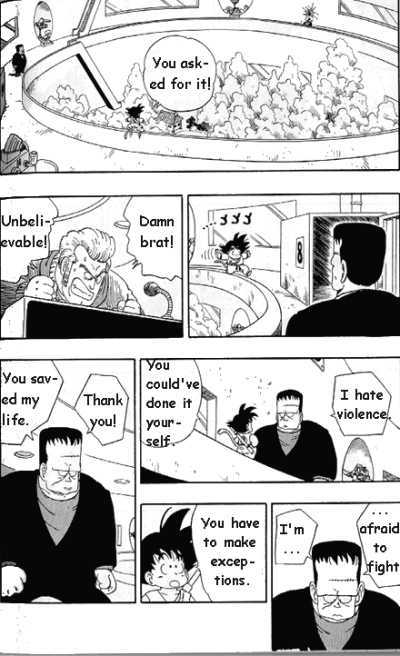 You ask-
ed for it!
Unbeli-
evable!
Damn
brat!
8
You sav-
ed my
life.
Thank
you!
You
could've
done it
your-
self.
I hate
violence.
You have
to make
excep-
tions.
I'm
...
...
afraid
to
fight